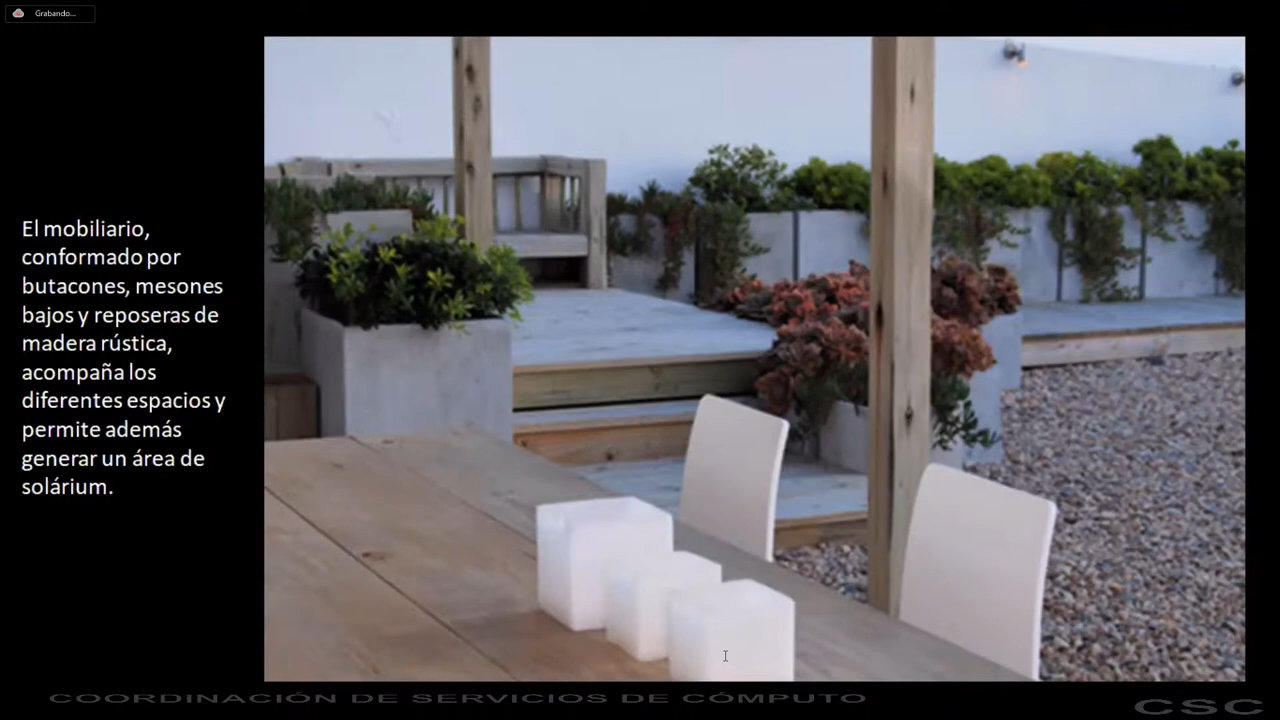 Grabando...
El mobiliario,
conformado por
butacones, mesones
bajos y reposeras de
madera rústica,
acompaña los
diferentes espacios y
permite además
generar un área de
solárium.
COORDINACIÓN DE SERVICIOS DE CÓMPUTO
CSC